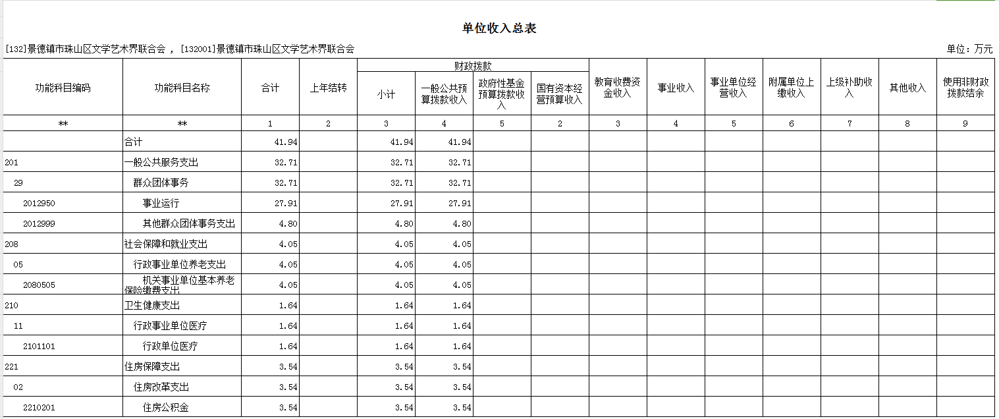 单位收入总表
[132]景德镇市珠山区文学艺术界联合会 , [132001]景德镇市珠山区文学艺术界联合会 单位：万元
功能科目编码 功能科目名称 合计 上年结转 财政拨款 教育收费资金收入 事业收入 事业单位经营收入 附属单位上缴收入 上级补助收入 其他收入 使用非财政拨款结余
小计 一般公共预算拨款收入 政府性基金预算拨款收入 国有资本经营预算收入
** ** 1 2 3 4 5 2 3 4 5 6 7 8 9
合计 41.94 41.94 41.94
201 一般公共服务支出 32.71 32.71 32.71
29 群众团体事务 32.71 32.71 32.71
2012950 事业运行 27.91 27.91 27.91
2012999 其他群众团体事务支出 4.80 4.80 4.80
208 社会保障和就业支出 4.05 4.05 4.05
05 行政事业单位养老支出 4.05 4.05 4.05
2080505 机关事业单位基本养老保险缴费支出 4.05 4.05 4.05
210 卫生健康支出 1.64 1.64 1.64
11 行政事业单位医疗 1.64 1.64 1.64
2101101 行政单位医疗 1.64 1.64 1.64
221 住房保障支出 3.54 3.54 3.54
02 住房改革支出 3.54 3.54 3.54
2210201 住房公积金 3.54 3.54 3.54